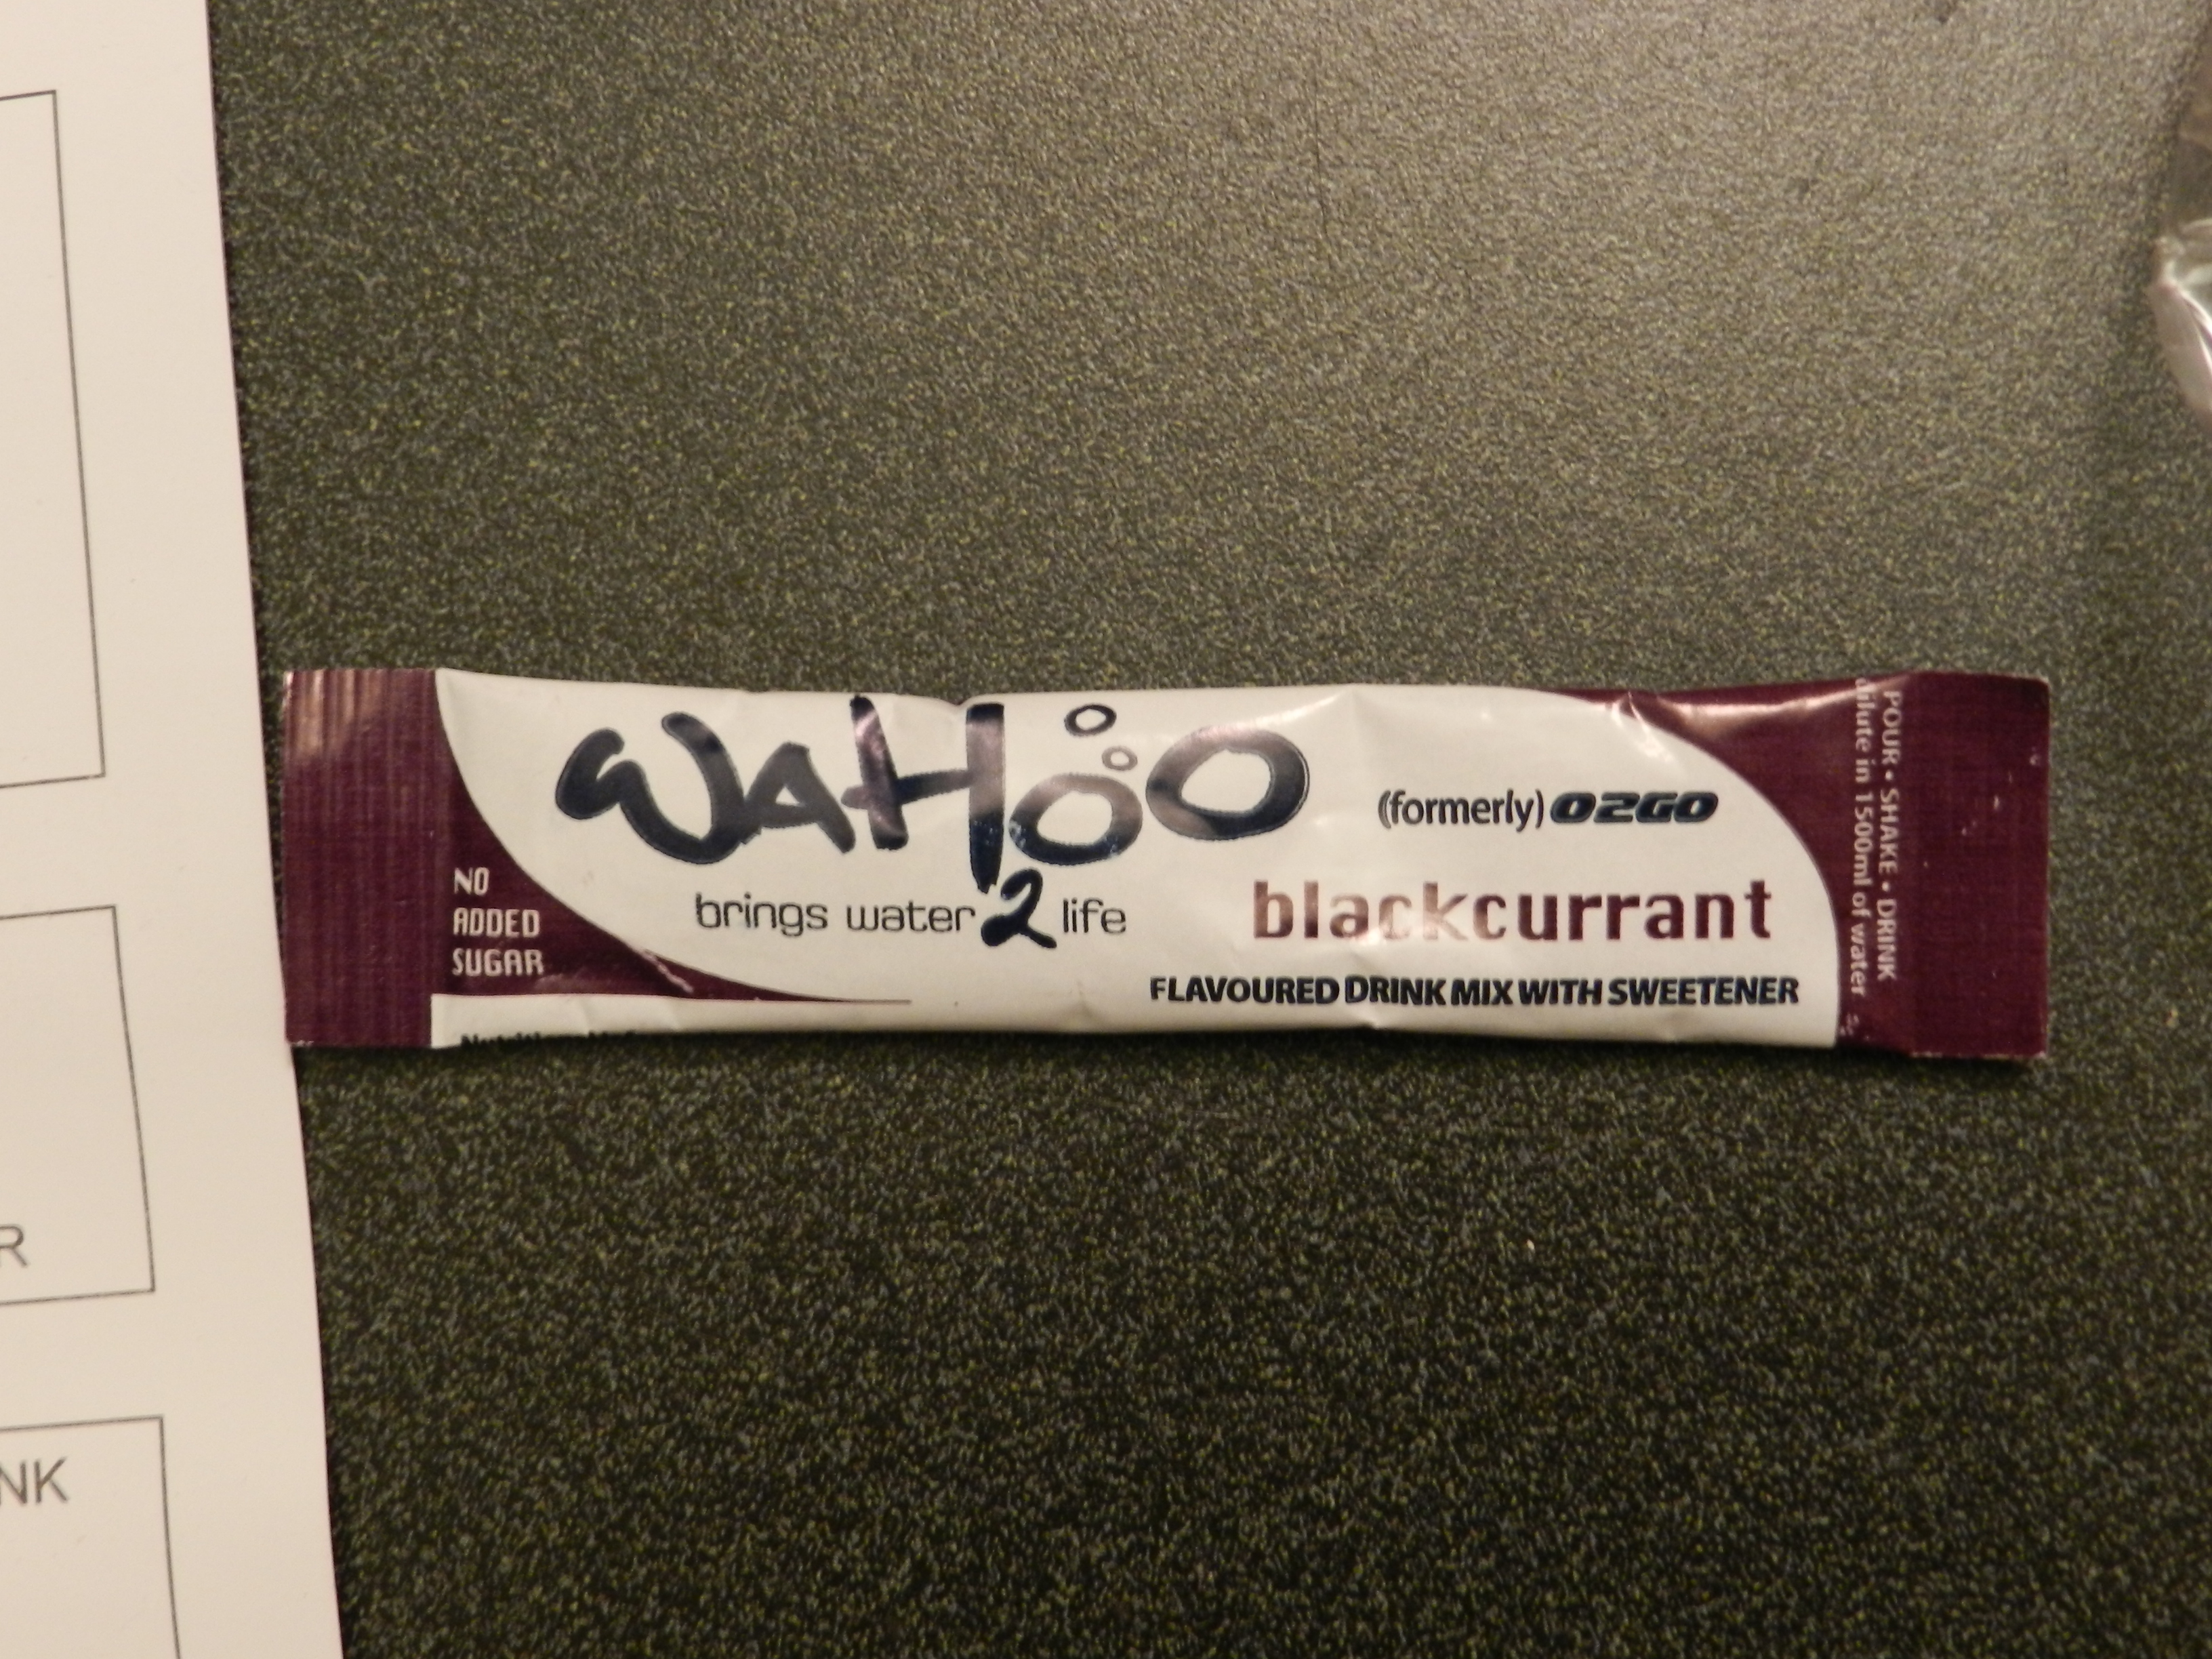 WAHOO
brings water 2 life
(formerly) O2GO
blackcurrant
FLAVOURED DRINK MIX WITH SWEETENER
NO
ADDED
SUGAR
POUR • SHAKE • DRINK
dilute in 1500ml of water
R
NK